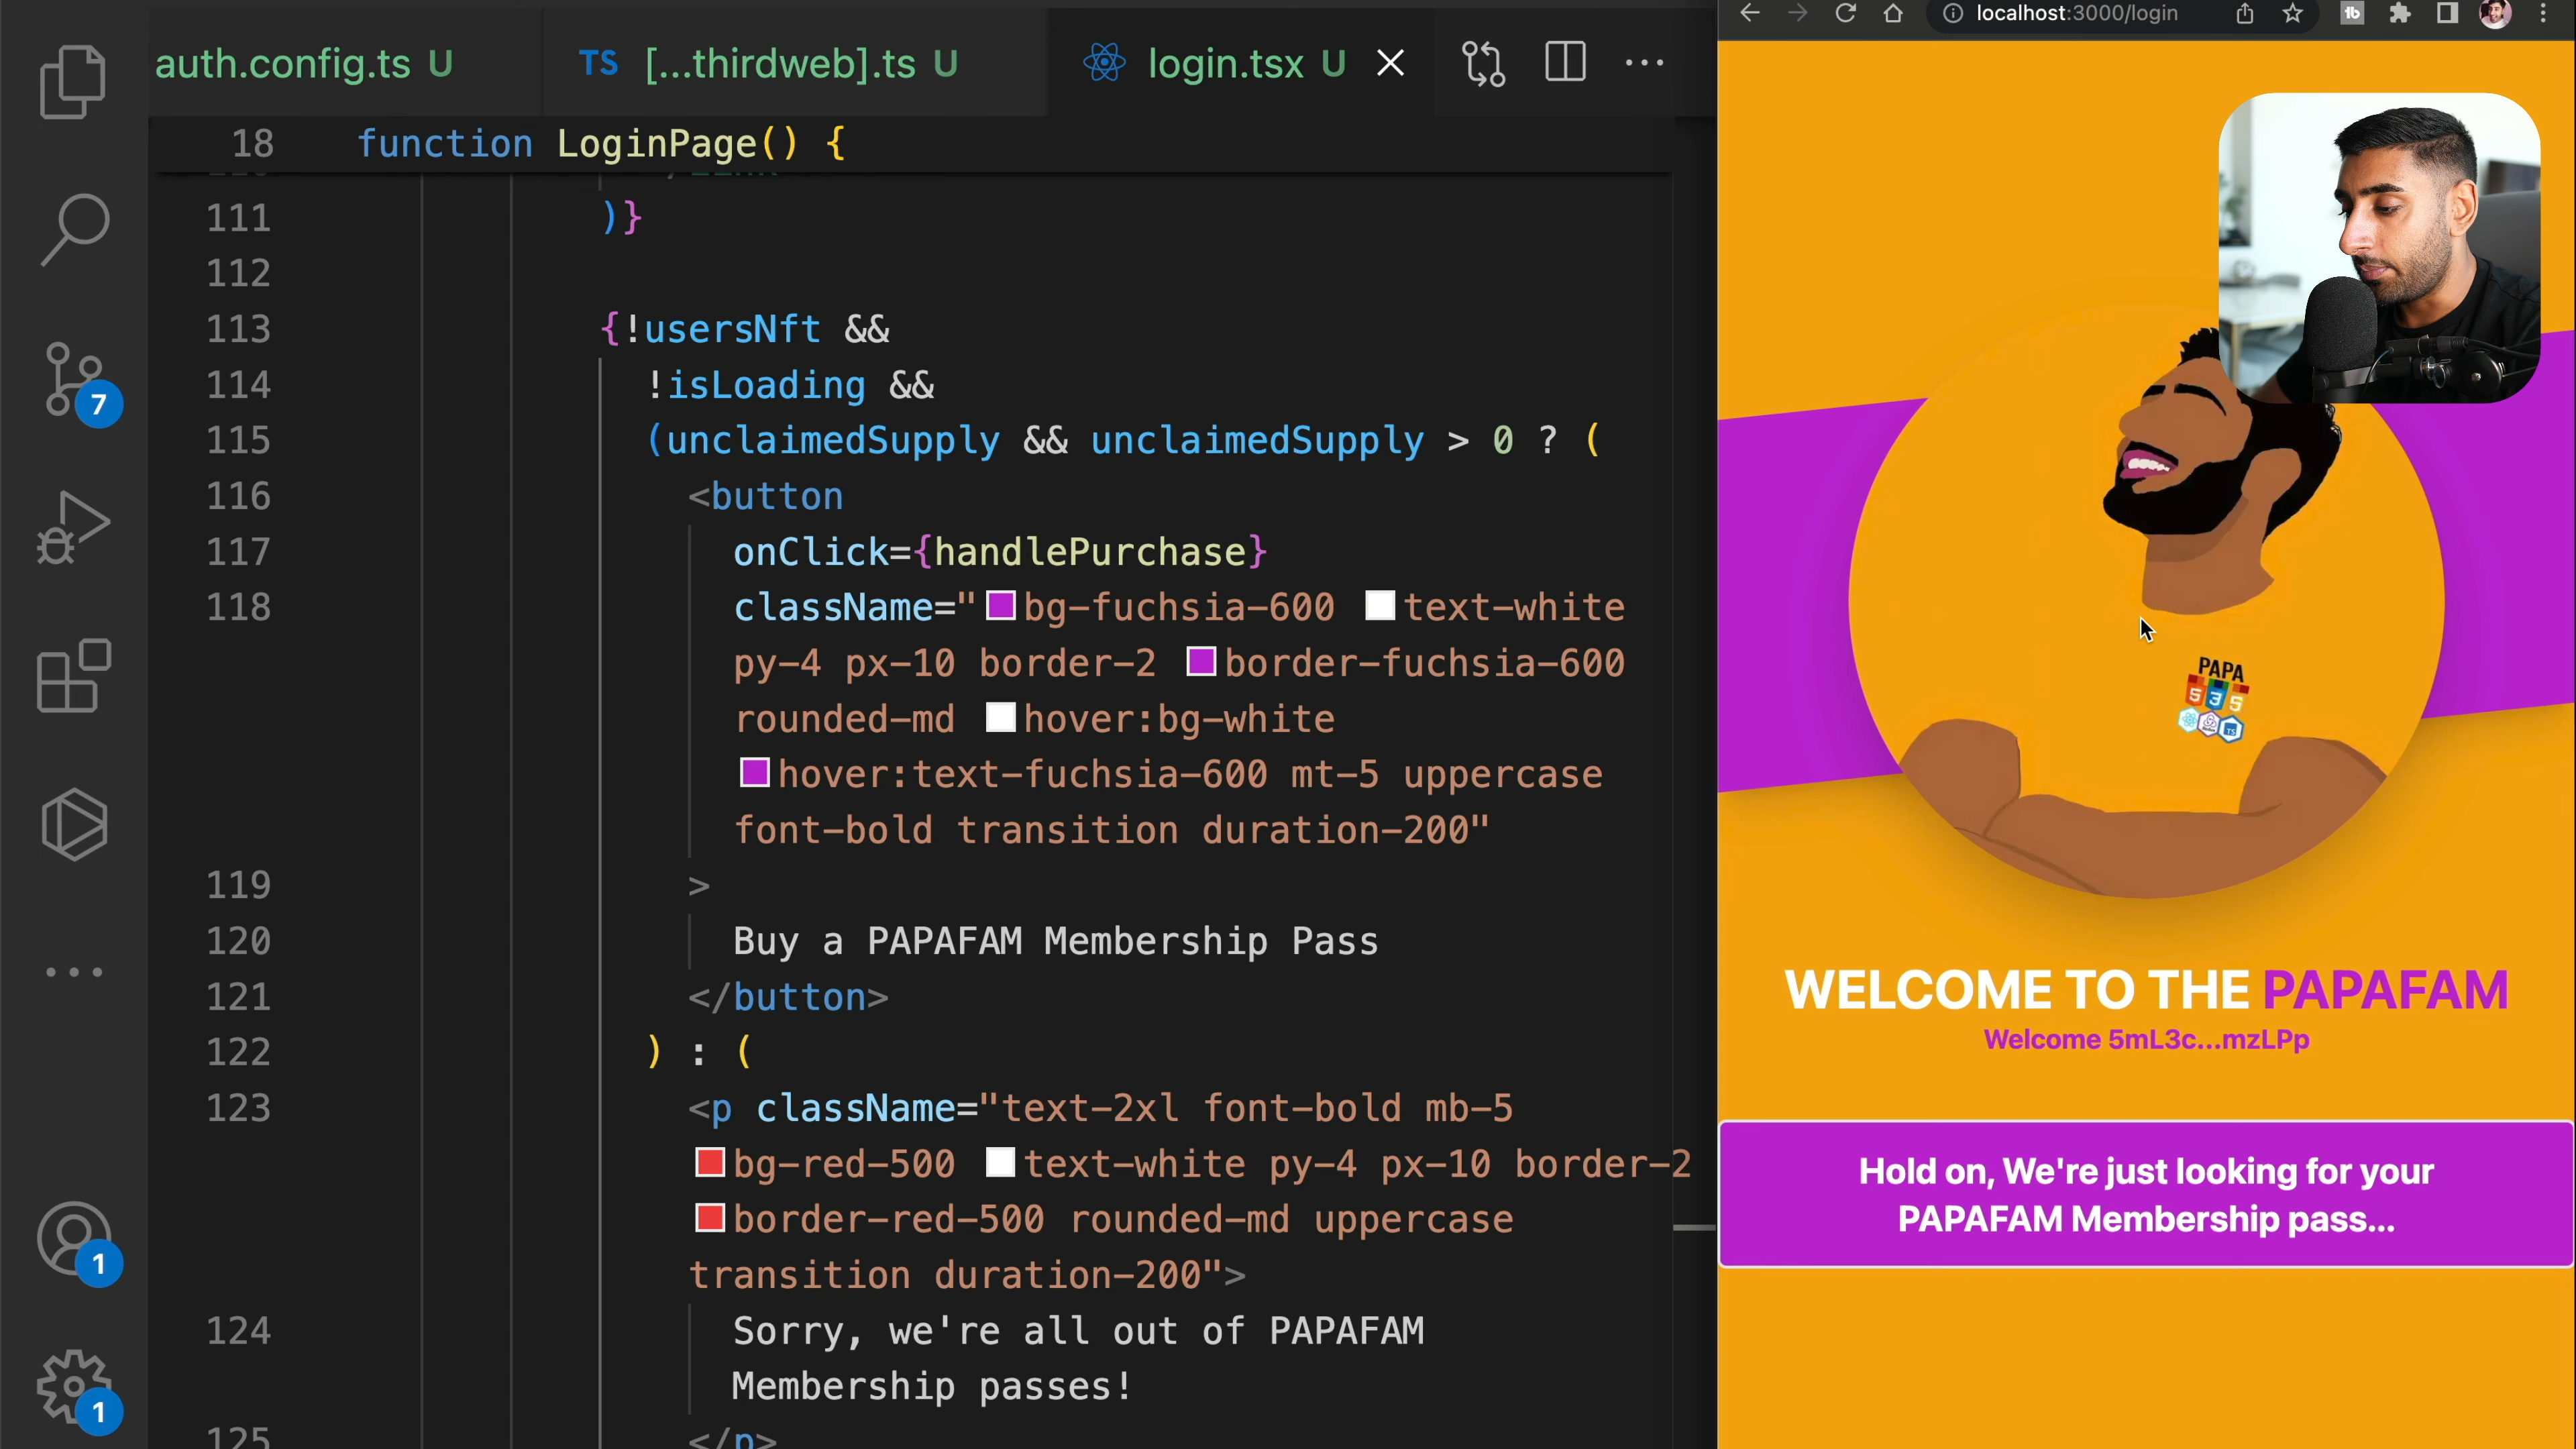 auth.config.ts U
TS [...thirdweb].ts U
login.tsx U
localhost:3000/login
18 function LoginPage() {
111 )}
112
113 {!usersNft &&
114 !isLoading &&
115 (unclaimedSupply && unclaimedSupply > 0 ? (
116 <button
117 onClick={handlePurchase}
118 className="bg-fuchsia-600 text-white
py-4 px-10 border-2 border-fuchsia-600
rounded-md hover:bg-white
hover:text-fuchsia-600 mt-5 uppercase
font-bold transition duration-200"
119 >
120 Buy a PAPAFAM Membership Pass
121 </button>
122 ) : (
123 <p className="text-2xl font-bold mb-5
bg-red-500 text-white py-4 px-10 border-2
border-red-500 rounded-md uppercase
transition duration-200">
124 Sorry, we're all out of PAPAFAM
Membership passes!
125 </p>
7
1
1
PAPA
5 3 5
TS
WELCOME TO THE PAPAFAM
Welcome 5mL3c...mzLPp
Hold on, We're just looking for your
PAPAFAM Membership pass...